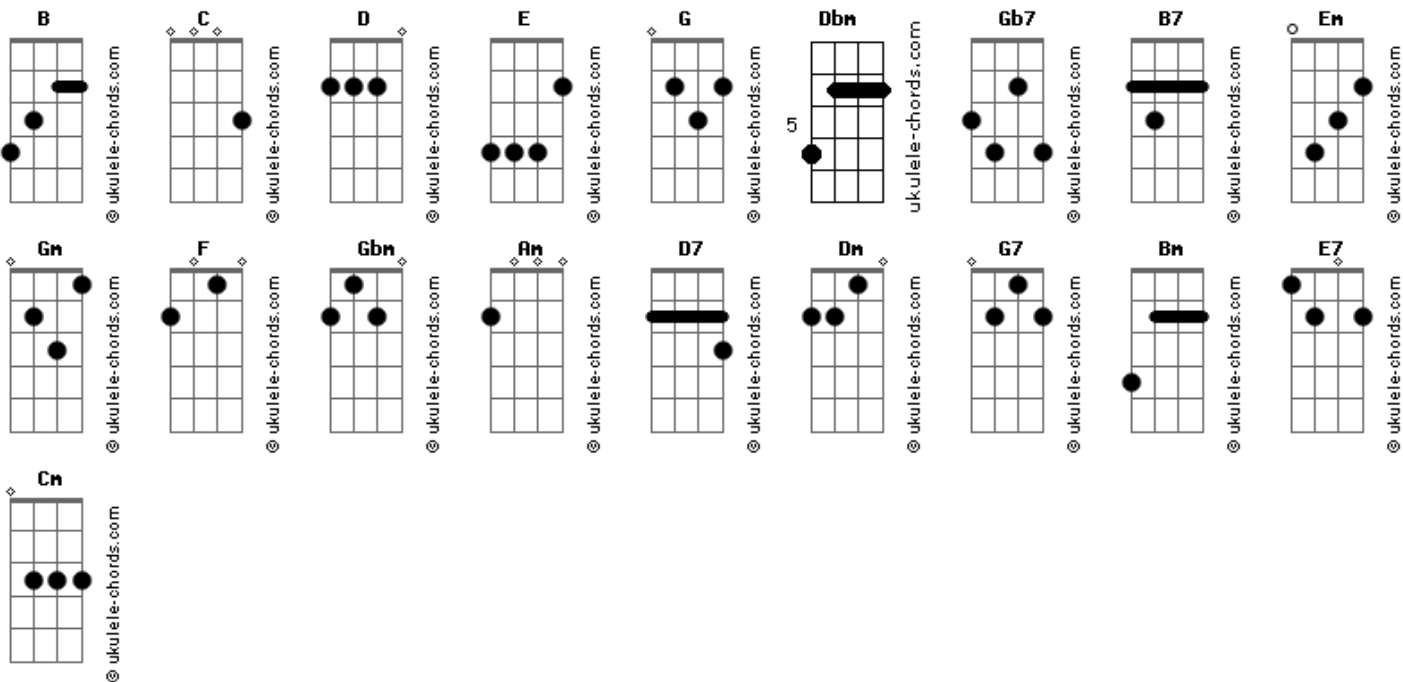 B C D E G Dbm Gb7 B7 Em
© ukulele-chords.com © ukulele-chords.com © ukulele-chords.com © ukulele-chords.com © ukulele-chords.com 5 ukulele-chords.com © ukulele-chords.com © ukulele-chords.com © ukulele-chords.com
Gm F Gbm Am D7 Dm G7 Bm E7
© ukulele-chords.com © ukulele-chords.com © ukulele-chords.com © ukulele-chords.com © ukulele-chords.com © ukulele-chords.com © ukulele-chords.com © ukulele-chords.com © ukulele-chords.com
Cm
© ukulele-chords.com